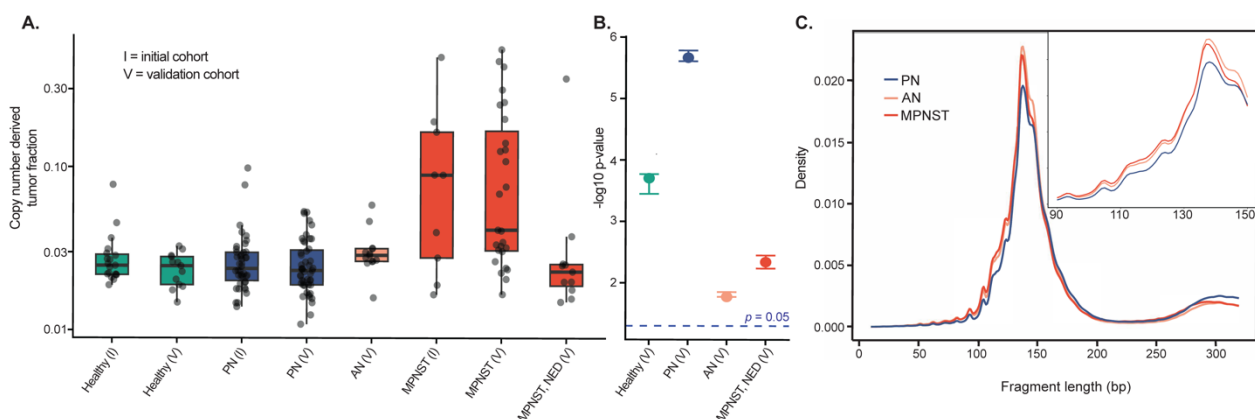 A.
I = initial cohort
V = validation cohort
Copy number derived
tumor fraction
0.30
0.10
0.03
0.01
Healthy (I)
Healthy (V)
PN (I)
PN (V)
AN (V)
MPNST (I)
MPNST (V)
MPNST, NED (V)
B.
-log10 p-value
6
5
4
3
2
p = 0.05
Healthy (V)
PN (V)
AN (V)
MPNST, NED (V)
C.
Density
0.020
0.015
0.010
0.005
0.000
PN
AN
MPNST
90
110
130
150
0
50
100
150
200
250
300
Fragment length (bp)